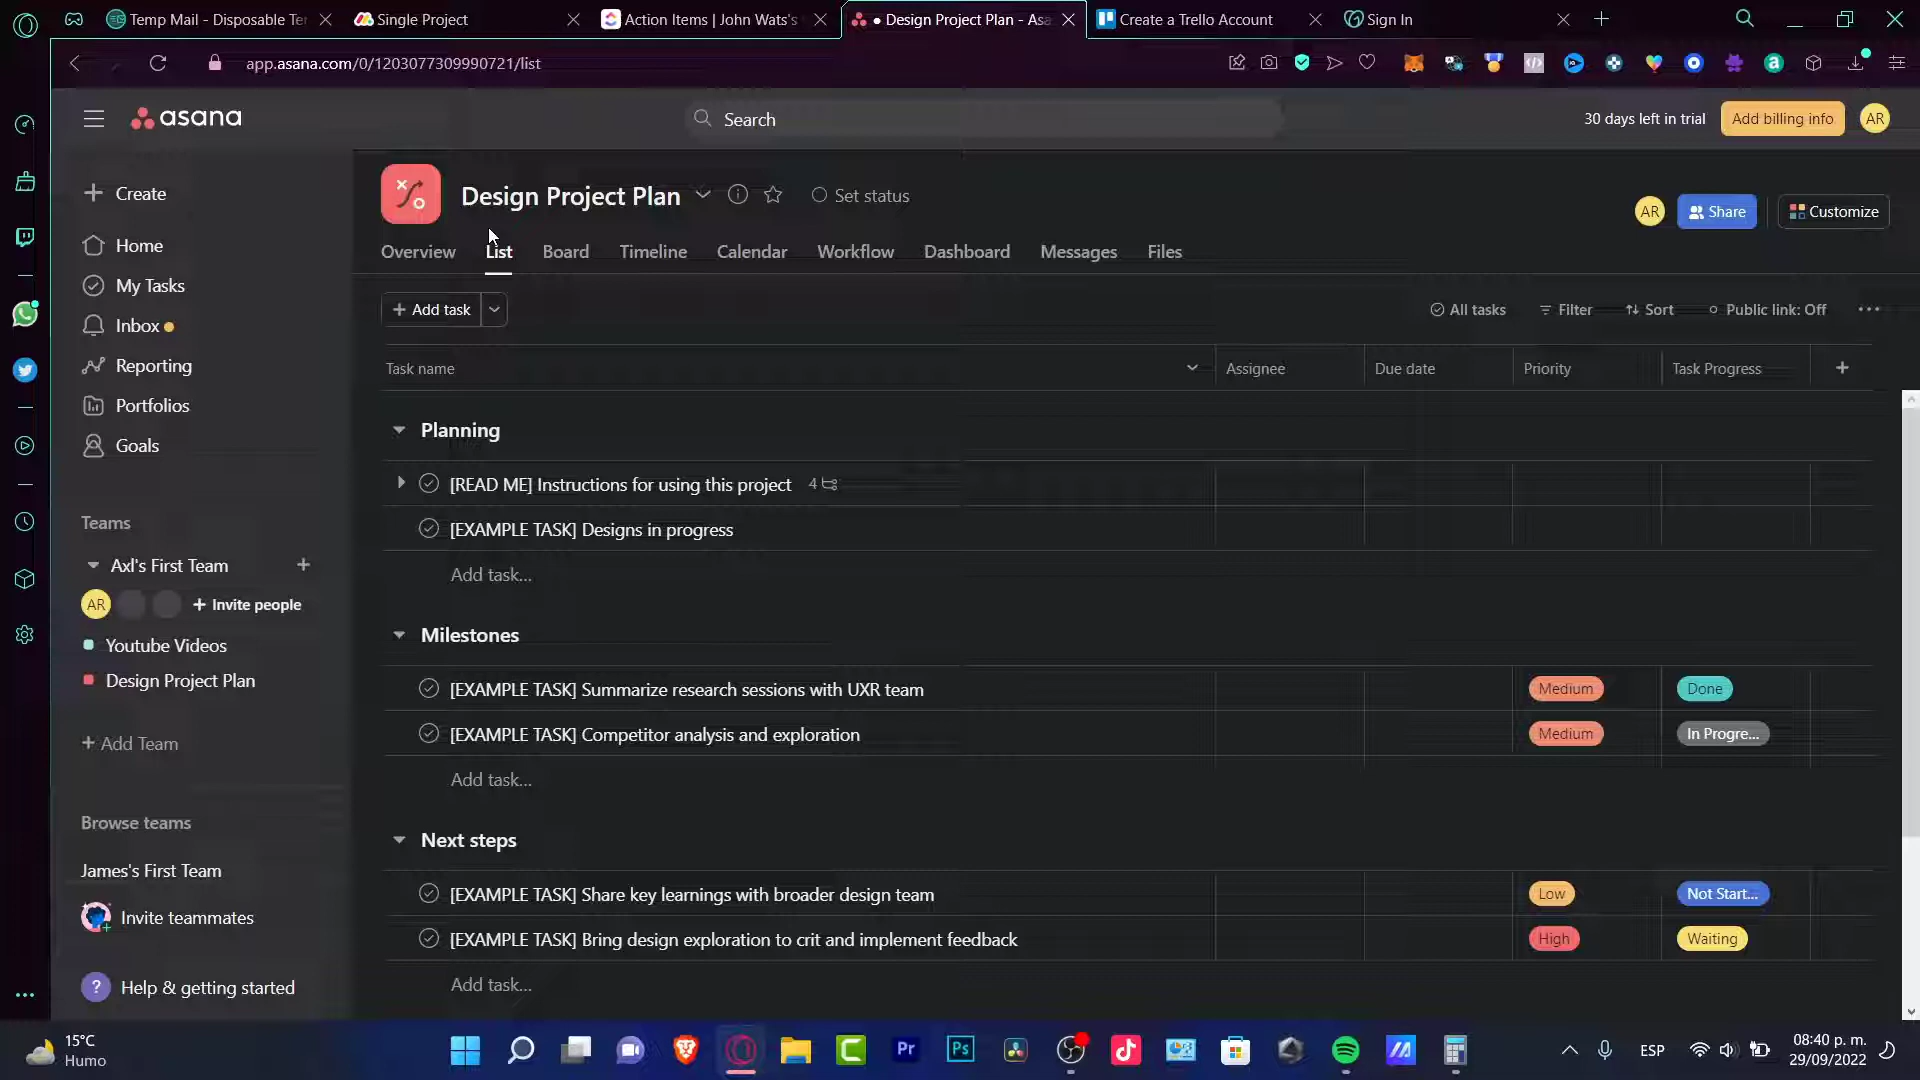 Temp Mail - Disposable Te
Single Project
Action Items | John Wats's
● Design Project Plan - Asa
Create a Trello Account
Sign In
app.asana.com/0/1203077309990721/list
asana
Search
30 days left in trial
Add billing info
AR
Create
Home
My Tasks
Inbox
Reporting
Portfolios
Goals
Teams
Axl's First Team
AR
Invite people
Youtube Videos
Design Project Plan
+ Add Team
Browse teams
James's First Team
Invite teammates
? Help & getting started
Design Project Plan
Set status
AR
Share
Customize
Overview
List
Board
Timeline
Calendar
Workflow
Dashboard
Messages
Files
+ Add task
All tasks
Filter
Sort
Public link: Off
Task name
Assignee
Due date
Priority
Task Progress
Planning
[READ ME] Instructions for using this project 4
[EXAMPLE TASK] Designs in progress
Add task...
Milestones
[EXAMPLE TASK] Summarize research sessions with UXR team
Medium
Done
[EXAMPLE TASK] Competitor analysis and exploration
Medium
In Progre...
Add task...
Next steps
[EXAMPLE TASK] Share key learnings with broader design team
Low
Not Start...
[EXAMPLE TASK] Bring design exploration to crit and implement feedback
High
Waiting
Add task...
15°C
Humo
Pr
Ps
ESP
08:40 p. m.
29/09/2022